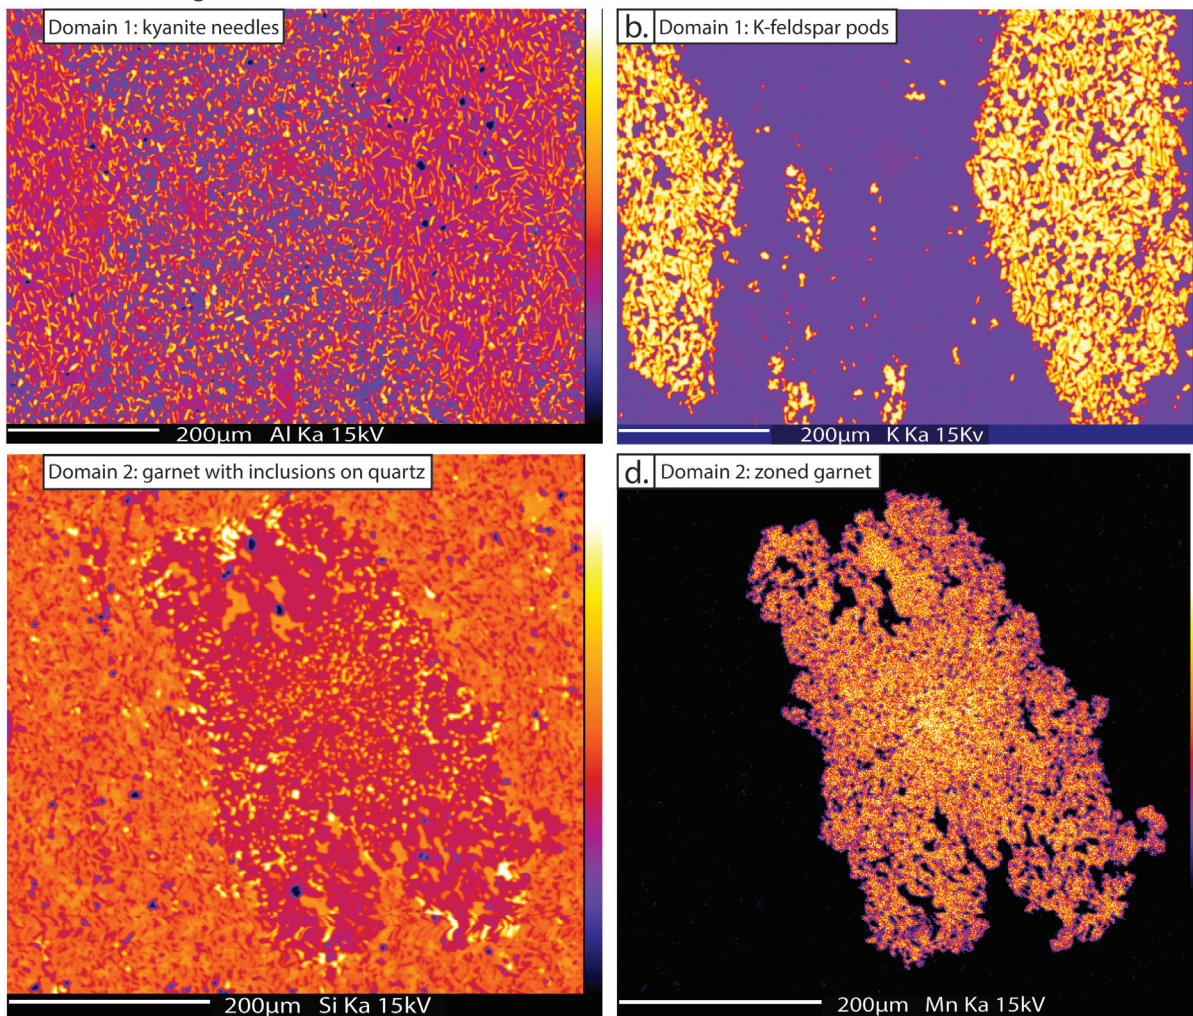 Domain 1: kyanite needles
b. Domain 1: K-feldspar pods
200µm Al Ka 15kV
200µm K Ka 15Kv
Domain 2: garnet with inclusions on quartz
d. Domain 2: zoned garnet
200µm Si Ka 15kV
200µm Mn Ka 15kV